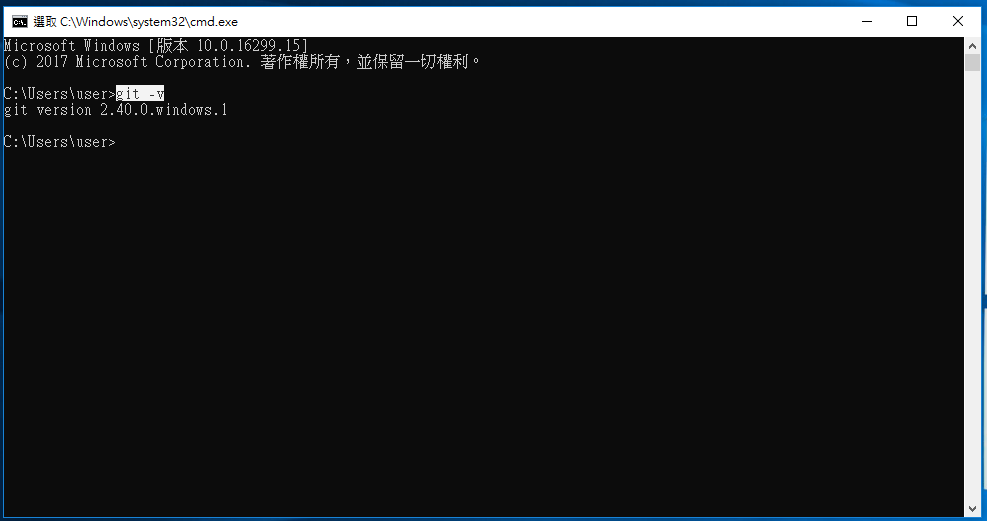 選取 C:\Windows\system32\cmd.exe
Microsoft Windows [版本 10.0.16299.15]
(c) 2017 Microsoft Corporation. 著作權所有，並保留一切權利。
C:\Users\user>git -v
git version 2.40.0.windows.1
C:\Users\user>